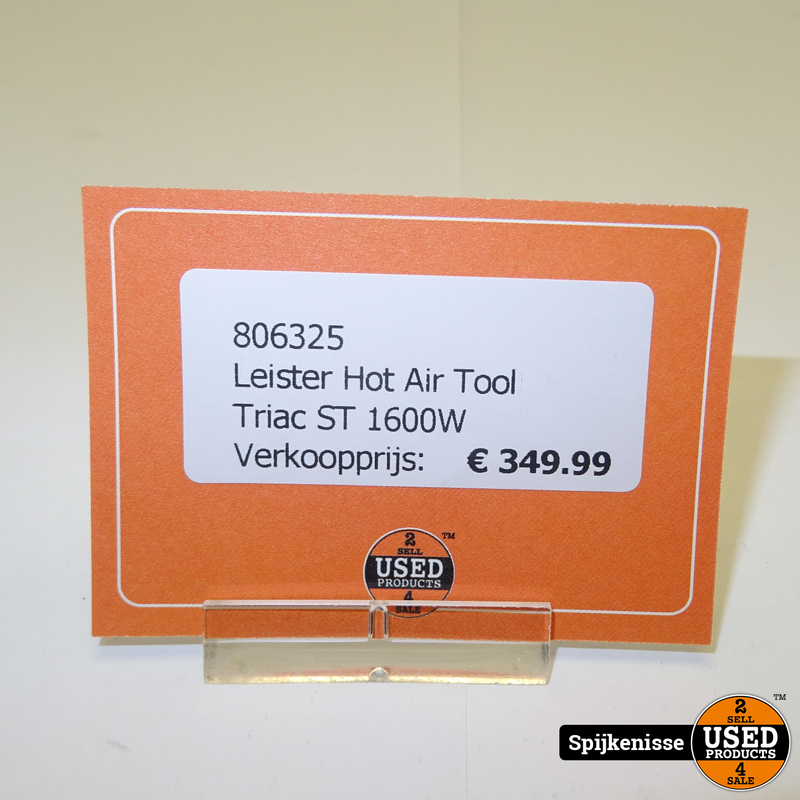 806325
Leister Hot Air Tool
Triac ST 1600W
Verkoopprijs: € 349.99
2
SELL
USED
PRODUCTS
4
SALE
TM
Spijkenisse
2
SELL
USED
PRODUCTS
4
SALE
TM